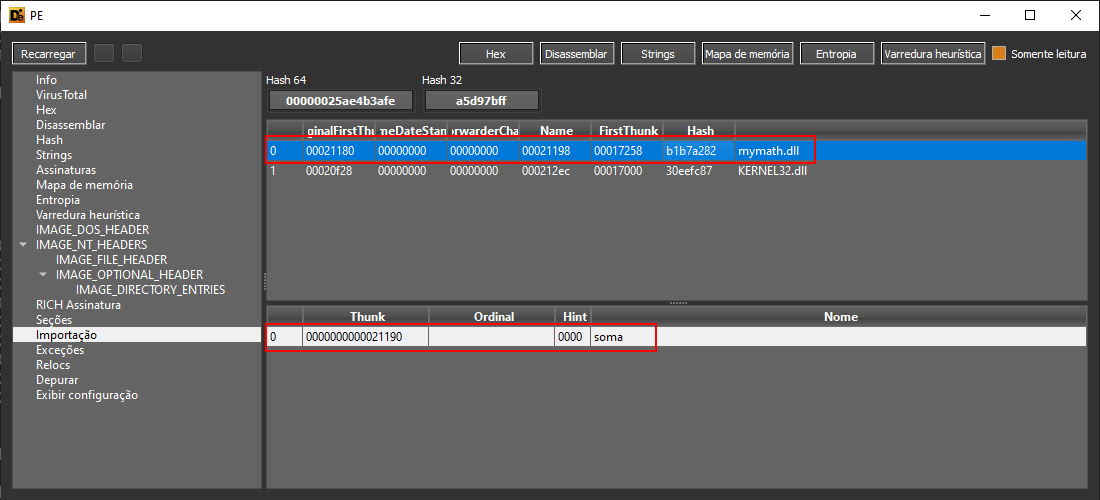 PE
Recarregar Hex Disassemblar Strings Mapa de memória Entropia Varredura heurística Somente leitura
Info
VirusTotal
Hex
Disassemblar
Hash
Strings
Assinaturas
Mapa de memória
Entropia
Varredura heurística
IMAGE_DOS_HEADER
IMAGE_NT_HEADERS
IMAGE_FILE_HEADER
IMAGE_OPTIONAL_HEADER
IMAGE_DIRECTORY_ENTRIES
RICH Assinatura
Seções
Importação
Exceções
Relocs
Depurar
Exibir configuração
Hash 64 Hash 32
00000025ae4b3afe a5d97bff
ginalFirstThu meDateStam orwarderCha Name FirstThunk Hash
0 00021180 00000000 00000000 00021198 00017258 b1b7a282 mymath.dll
1 00020f28 00000000 00000000 000212ec 00017000 30eefc87 KERNEL32.dll
Thunk Ordinal Hint Nome
0 0000000000021190 0000 soma